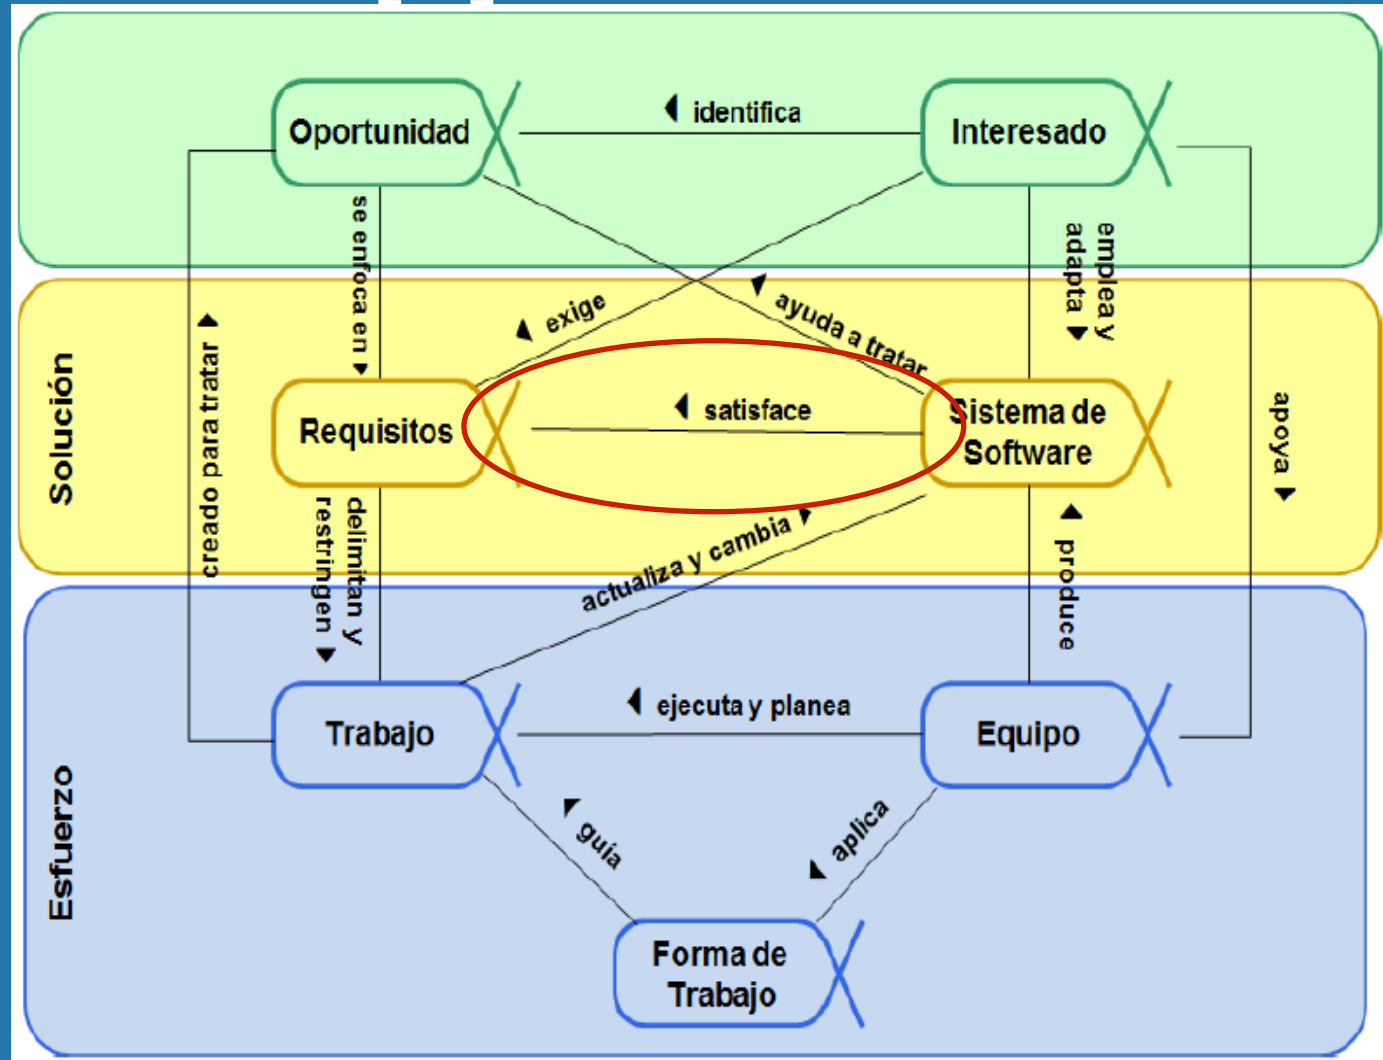 Oportunidad
◄ identifica
Interesado
se enfoca en ►
emplea y
adapta ►
◄ exige
◄ ayuda a tratar
creado para tratar ►
Solución
Requisitos
◄ satisface
Sistema de
Software
apoya ►
delimitan y
restringen ►
actualiza y cambia ►
◄ produce
Trabajo
◄ ejecuta y planea
Equipo
Esfuerzo
◄ guía
◄ aplica
Forma de
Trabajo